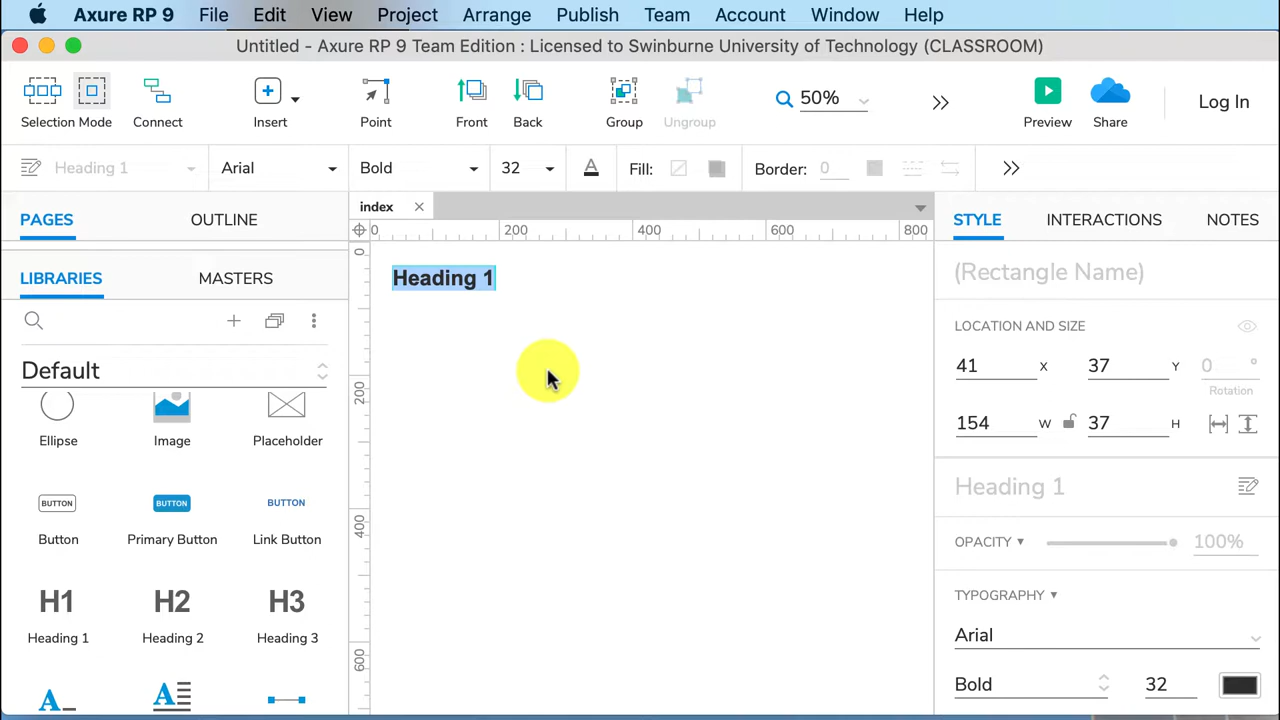 Axure RP 9 File Edit View Project Arrange Publish Team Account Window Help
Untitled - Axure RP 9 Team Edition : Licensed to Swinburne University of Technology (CLASSROOM)
50%
Selection Mode Connect Insert Point Front Back Group Ungroup Preview Share Log In
Heading 1 Arial Bold 32 A Fill: Border: 0
PAGES OUTLINE
index
STYLE INTERACTIONS NOTES
0 200 400 600 800
0
200
400
600
LIBRARIES MASTERS
Default
Ellipse Image Placeholder
BUTTON BUTTON BUTTON
Button Primary Button Link Button
H1 H2 H3
Heading 1 Heading 2 Heading 3
A_ A
Heading 1
(Rectangle Name)
LOCATION AND SIZE
41 X 37 Y 0 °
Rotation
154 W 37 H
Heading 1
OPACITY 100%
TYPOGRAPHY
Arial
Bold 32